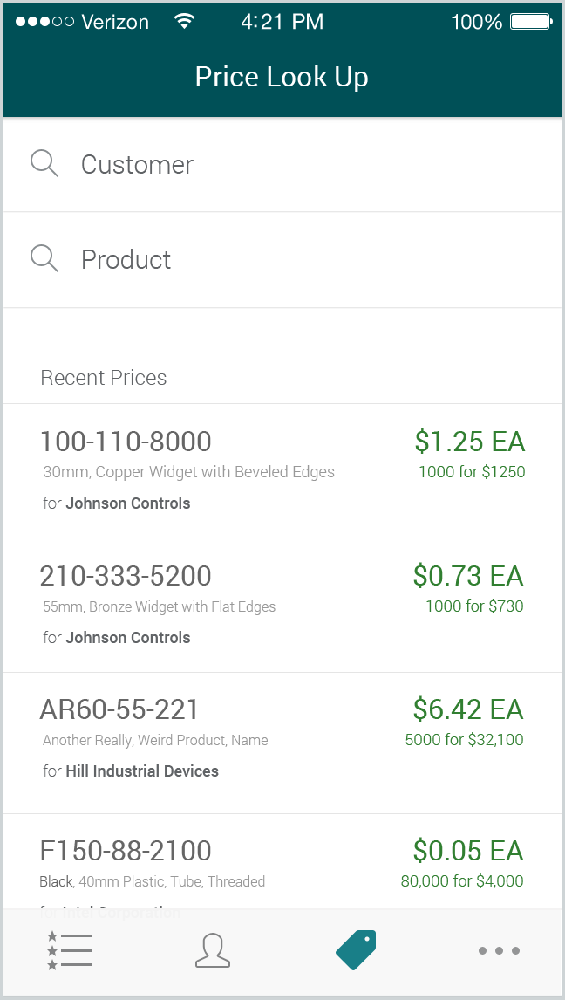 Verizon 4:21 PM 100%
Price Look Up
Customer
Product
Recent Prices
100-110-8000 $1.25 EA
30mm, Copper Widget with Beveled Edges 1000 for $1250
for Johnson Controls
210-333-5200 $0.73 EA
55mm, Bronze Widget with Flat Edges 1000 for $730
for Johnson Controls
AR60-55-221 $6.42 EA
Another Really, Weird Product, Name 5000 for $32,100
for Hill Industrial Devices
F150-88-2100 $0.05 EA
Black, 40mm Plastic, Tube, Threaded 80,000 for $4,000
for Intel Corporation